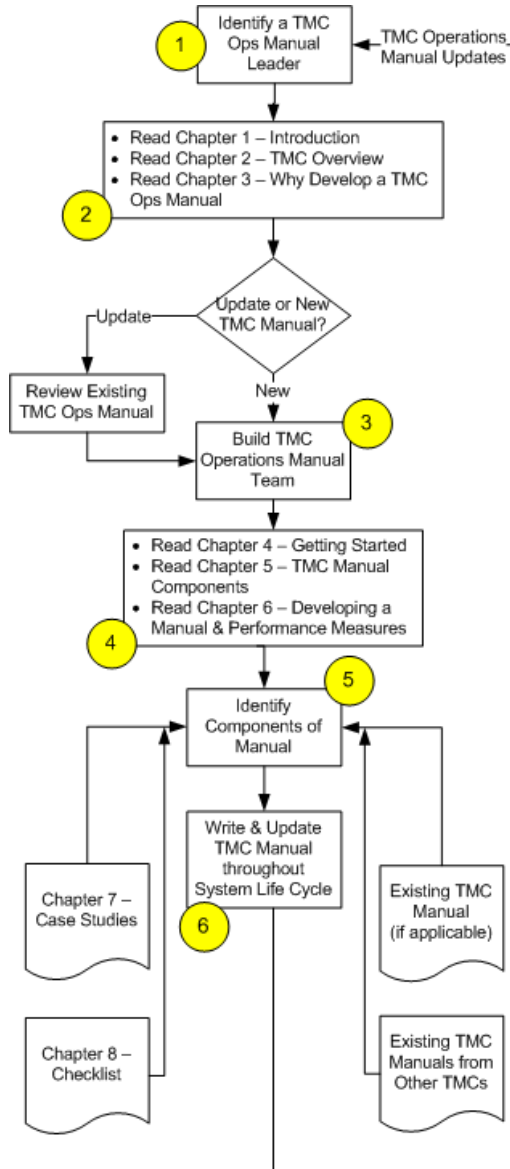 1
Identify a TMC
Ops Manual
Leader
TMC Operations
Manual Updates
• Read Chapter 1 – Introduction
• Read Chapter 2 – TMC Overview
• Read Chapter 3 – Why Develop a TMC
Ops Manual
2
Update or New
TMC Manual?
Update
New
Review Existing
TMC Ops Manual
3
Build TMC
Operations Manual
Team
• Read Chapter 4 – Getting Started
• Read Chapter 5 – TMC Manual
Components
• Read Chapter 6 – Developing a
Manual & Performance Measures
4
5
Identify
Components of
Manual
Write & Update
TMC Manual
throughout
System Life Cycle
6
Chapter 7 –
Case Studies
Existing TMC
Manual
(if applicable)
Chapter 8 –
Checklist
Existing TMC
Manuals from
Other TMCs